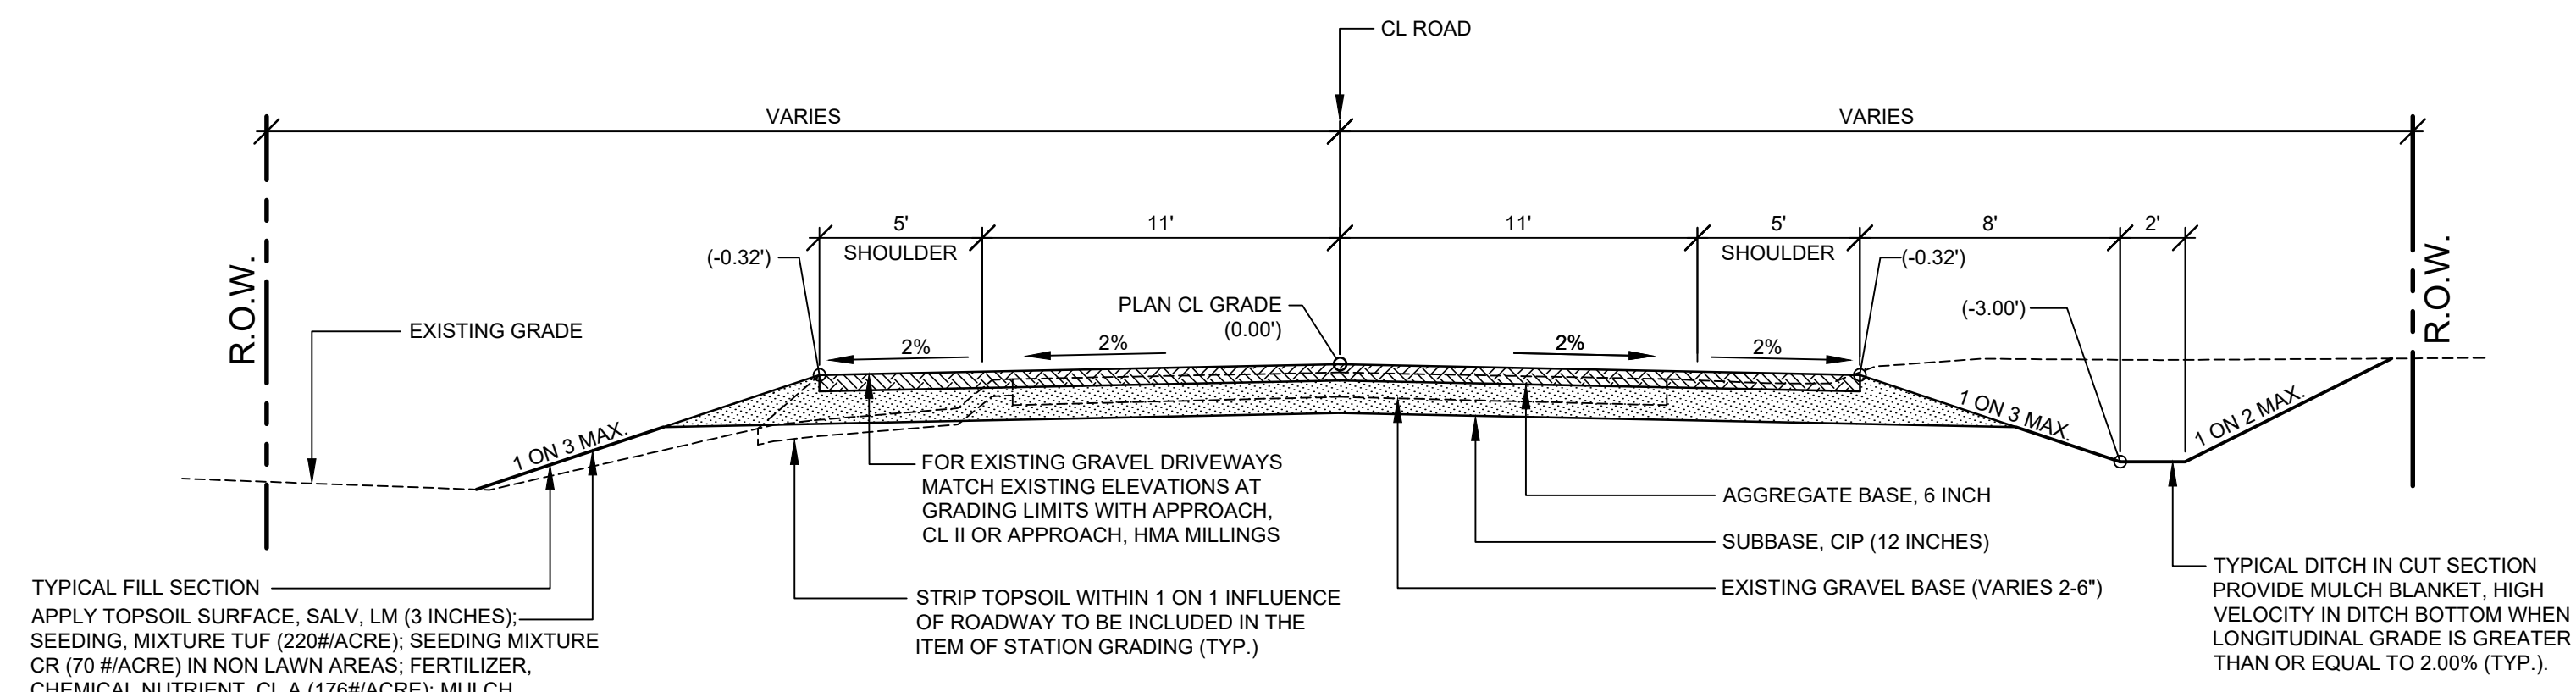 CL ROAD
VARIES
VARIES
5'
11'
11'
5'
8'
2'
SHOULDER
SHOULDER
(-0.32')
(-0.32')
R.O.W.
R.O.W.
PLAN CL GRADE
(0.00')
(-3.00')
EXISTING GRADE
2%
2%
2%
2%
1 ON 3 MAX.
1 ON 3 MAX.
1 ON 2 MAX.
FOR EXISTING GRAVEL DRIVEWAYS
MATCH EXISTING ELEVATIONS AT
GRADING LIMITS WITH APPROACH,
CL II OR APPROACH, HMA MILLINGS
AGGREGATE BASE, 6 INCH
SUBBASE, CIP (12 INCHES)
EXISTING GRAVEL BASE (VARIES 2-6")
STRIP TOPSOIL WITHIN 1 ON 1 INFLUENCE
OF ROADWAY TO BE INCLUDED IN THE
ITEM OF STATION GRADING (TYP.)
TYPICAL DITCH IN CUT SECTION
PROVIDE MULCH BLANKET, HIGH
VELOCITY IN DITCH BOTTOM WHEN
LONGITUDINAL GRADE IS GREATER
THAN OR EQUAL TO 2.00% (TYP.).
TYPICAL FILL SECTION
APPLY TOPSOIL SURFACE, SALV, LM (3 INCHES);
SEEDING, MIXTURE TUF (220#/ACRE); SEEDING MIXTURE
CR (70 #/ACRE) IN NON LAWN AREAS; FERTILIZER,
CHEMICAL NUTRIENT, CL A (176#/ACRE); MULCH